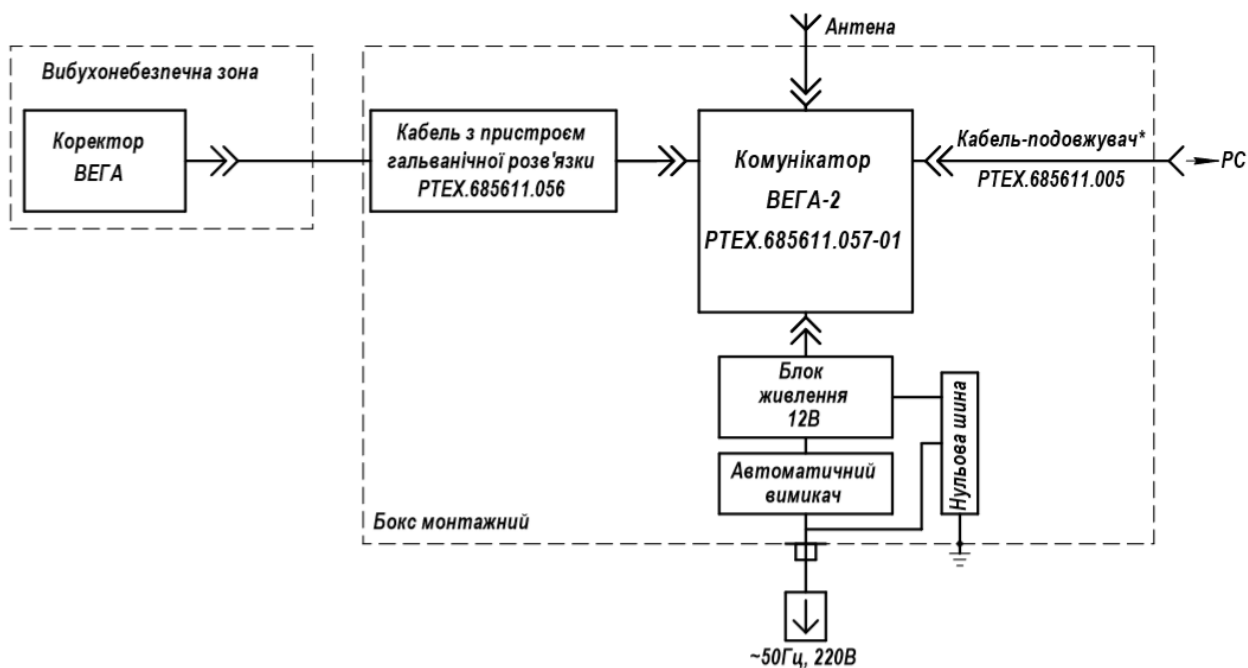 Антена
Вибухонебезпечна зона
Коректор
ВЕГА
Кабель з пристроєм
гальванічної розв'язки
РТЕХ.685611.056
Комунікатор
ВЕГА-2
РТЕХ.685611.057-01
Кабель-подовжувач*
РТЕХ.685611.005
PC
Блок
живлення
12В
Автоматичний
вимикач
Нульова шина
Бокс монтажний
~50Гц, 220В